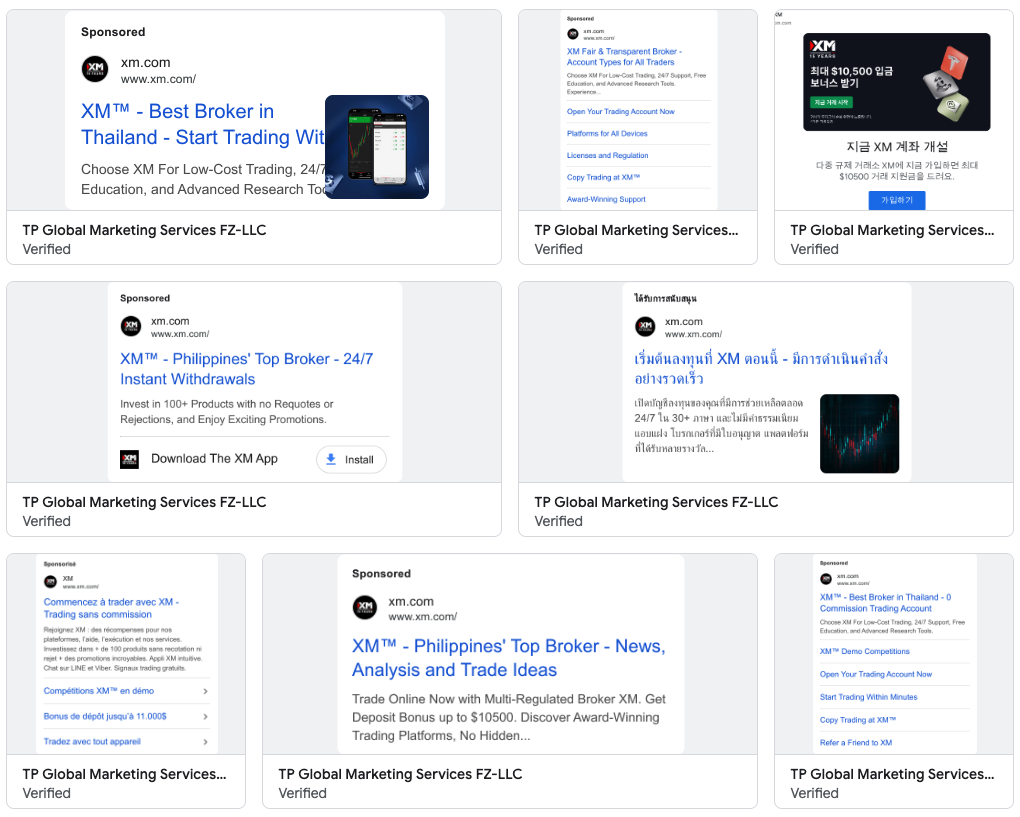 Sponsored
xm.com
www.xm.com/
XM™ - Best Broker in
Thailand - Start Trading Wit
Choose XM For Low-Cost Trading, 24/7
Education, and Advanced Research Too
TP Global Marketing Services FZ-LLC
Verified
Sponsored
xm.com
www.xm.com/
XM Fair & Transparent Broker -
Account Types for All Traders
Choose XM For Low-Cost Trading, 24/7 Support, Free
Education, and Advanced Research Tools.
Experience...
Open Your Trading Account Now
Platforms for All Devices
Licenses and Regulation
Copy Trading at XM™
Award-Winning Support
TP Global Marketing Services...
Verified
XM
xm.com
XM
15 YEARS
최대 $10,500 입금
보너스 받기
지금 거래 시작
지금 XM 계좌 개설
다중 규제 거래소 XM에 지금 가입하면 최대
$10500 거래 지원금을 드려요.
가입하기
TP Global Marketing Services...
Verified
Sponsored
xm.com
www.xm.com/
XM™ - Philippines' Top Broker - 24/7
Instant Withdrawals
Invest in 100+ Products with no Requotes or
Rejections, and Enjoy Exciting Promotions.
Download The XM App
Install
TP Global Marketing Services FZ-LLC
Verified
ได้รับการสนับสนุน
xm.com
www.xm.com/
เริ่มต้นลงทุนที่ XM ตอนนี้ - มีการดำเนินคำสั่ง
อย่างรวดเร็ว
เปิดบัญชีลงทุนของคุณที่มีการช่วยเหลือตลอด
24/7 ใน 30+ ภาษา และไม่มีค่าธรรมเนียม
แอบแฝง โบรกเกอร์ที่มีใบอนุญาต แพลตฟอร์ม
ที่ได้รับหลายรางวัล...
TP Global Marketing Services FZ-LLC
Verified
Sponsorisé
XM
www.xm.com/
Commencez à trader avec XM -
Trading sans commission
Rejoignez XM : des récompenses pour nos
plateformes, l'aide, l'exécution et nos services.
Investissez dans + de 100 produits sans recotation ni
rejet + des promotions incroyables. Appli XM intuitive.
Chat sur LINE et Viber. Signaux trading gratuits.
Compétitions XM™ en démo
Bonus de dépôt jusqu'à 11.000$
Tradez avec tout appareil
TP Global Marketing Services...
Verified
Sponsored
xm.com
www.xm.com/
XM™ - Philippines' Top Broker - News,
Analysis and Trade Ideas
Trade Online Now with Multi-Regulated Broker XM. Get
Deposit Bonus up to $10500. Discover Award-Winning
Trading Platforms, No Hidden...
TP Global Marketing Services FZ-LLC
Verified
Sponsored
xm.com
www.xm.com/
XM™ - Best Broker in Thailand - 0
Commission Trading Account
Choose XM For Low-Cost Trading, 24/7 Support, Free
Education, and Advanced Research Tools.
XM™ Demo Competitions
Open Your Trading Account Now
Start Trading Within Minutes
Copy Trading at XM™
Refer a Friend to XM
TP Global Marketing Services...
Verified